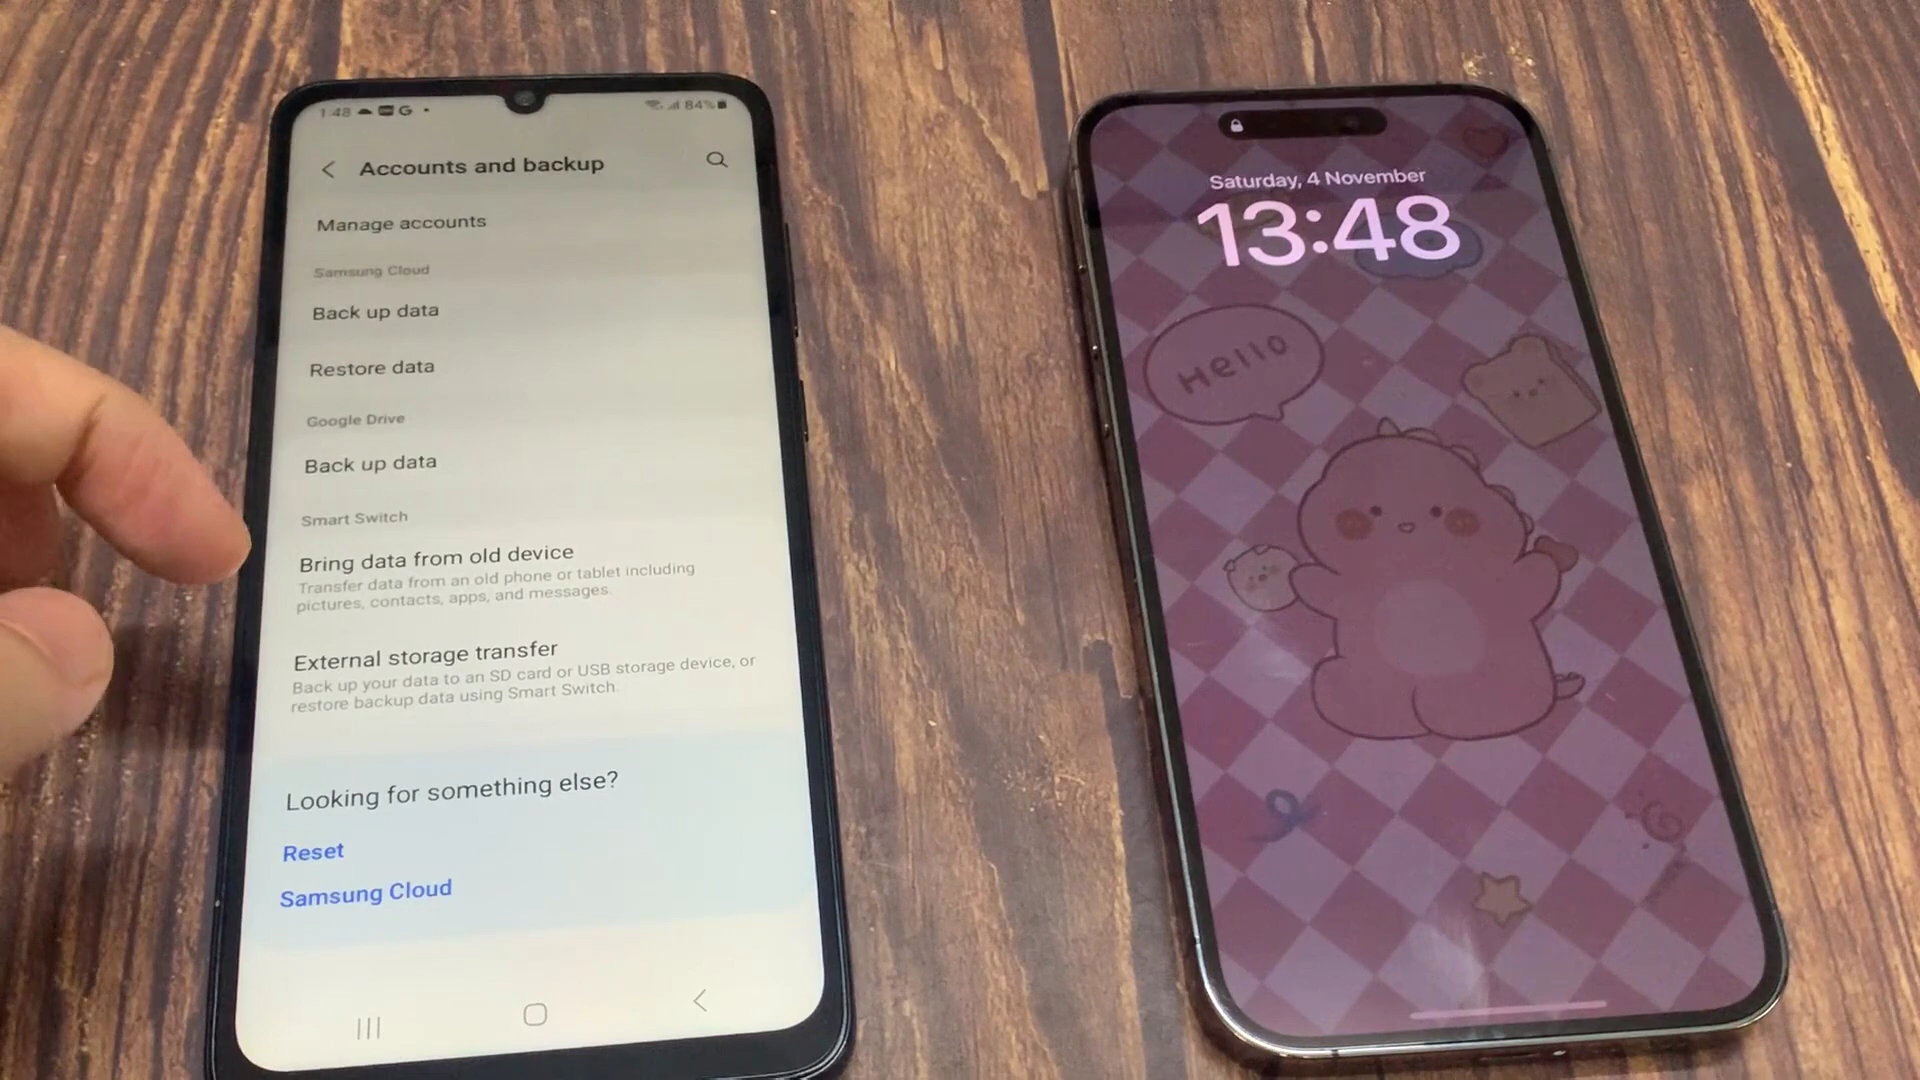 1:48
G
84%
Accounts and backup
Manage accounts
Samsung Cloud
Back up data
Restore data
Google Drive
Back up data
Smart Switch
Bring data from old device
Transfer data from an old phone or tablet including
pictures, contacts, apps, and messages.
External storage transfer
Back up your data to an SD card or USB storage device, or
restore backup data using Smart Switch.
Looking for something else?
Reset
Samsung Cloud
Saturday, 4 November
13:48
Hello